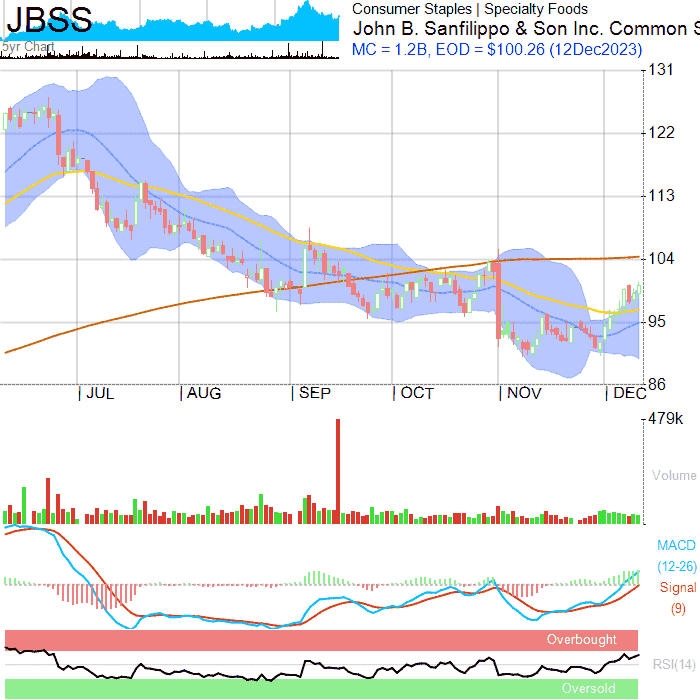 JBSS
5yr Chart
Consumer Staples | Specialty Foods
John B. Sanfilippo & Son Inc. Common S
MC = 1.2B, EOD = $100.26 (12Dec2023)
131
122
113
104
95
86
JUL AUG SEP OCT NOV DEC
479k
Volume
MACD
(12-26)
Signal
(9)
Overbought
RSI(14)
Oversold